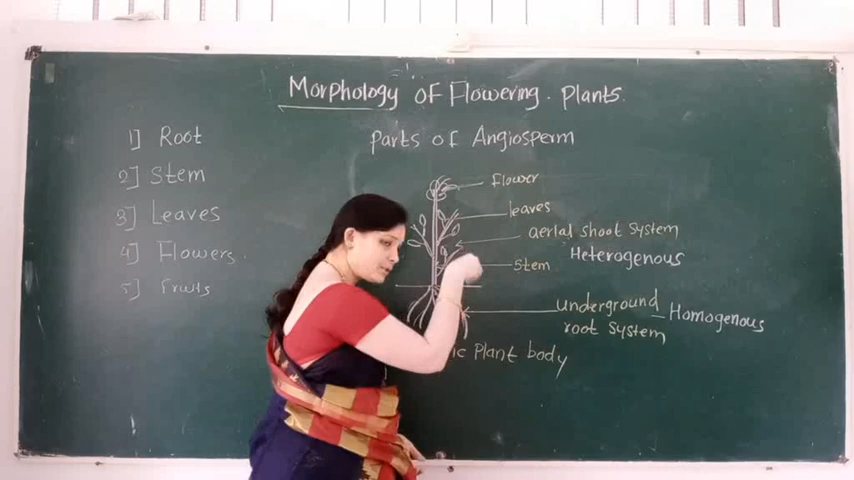 Morphology of Flowering. Plants.
Parts of Angiosperm
1] Root
2] Stem
3] Leaves
4] Flowers
5] Fruits
Flower
leaves
aerial shoot system
Heterogenous
Stem
underground
root system - Homogenous
ic Plant body